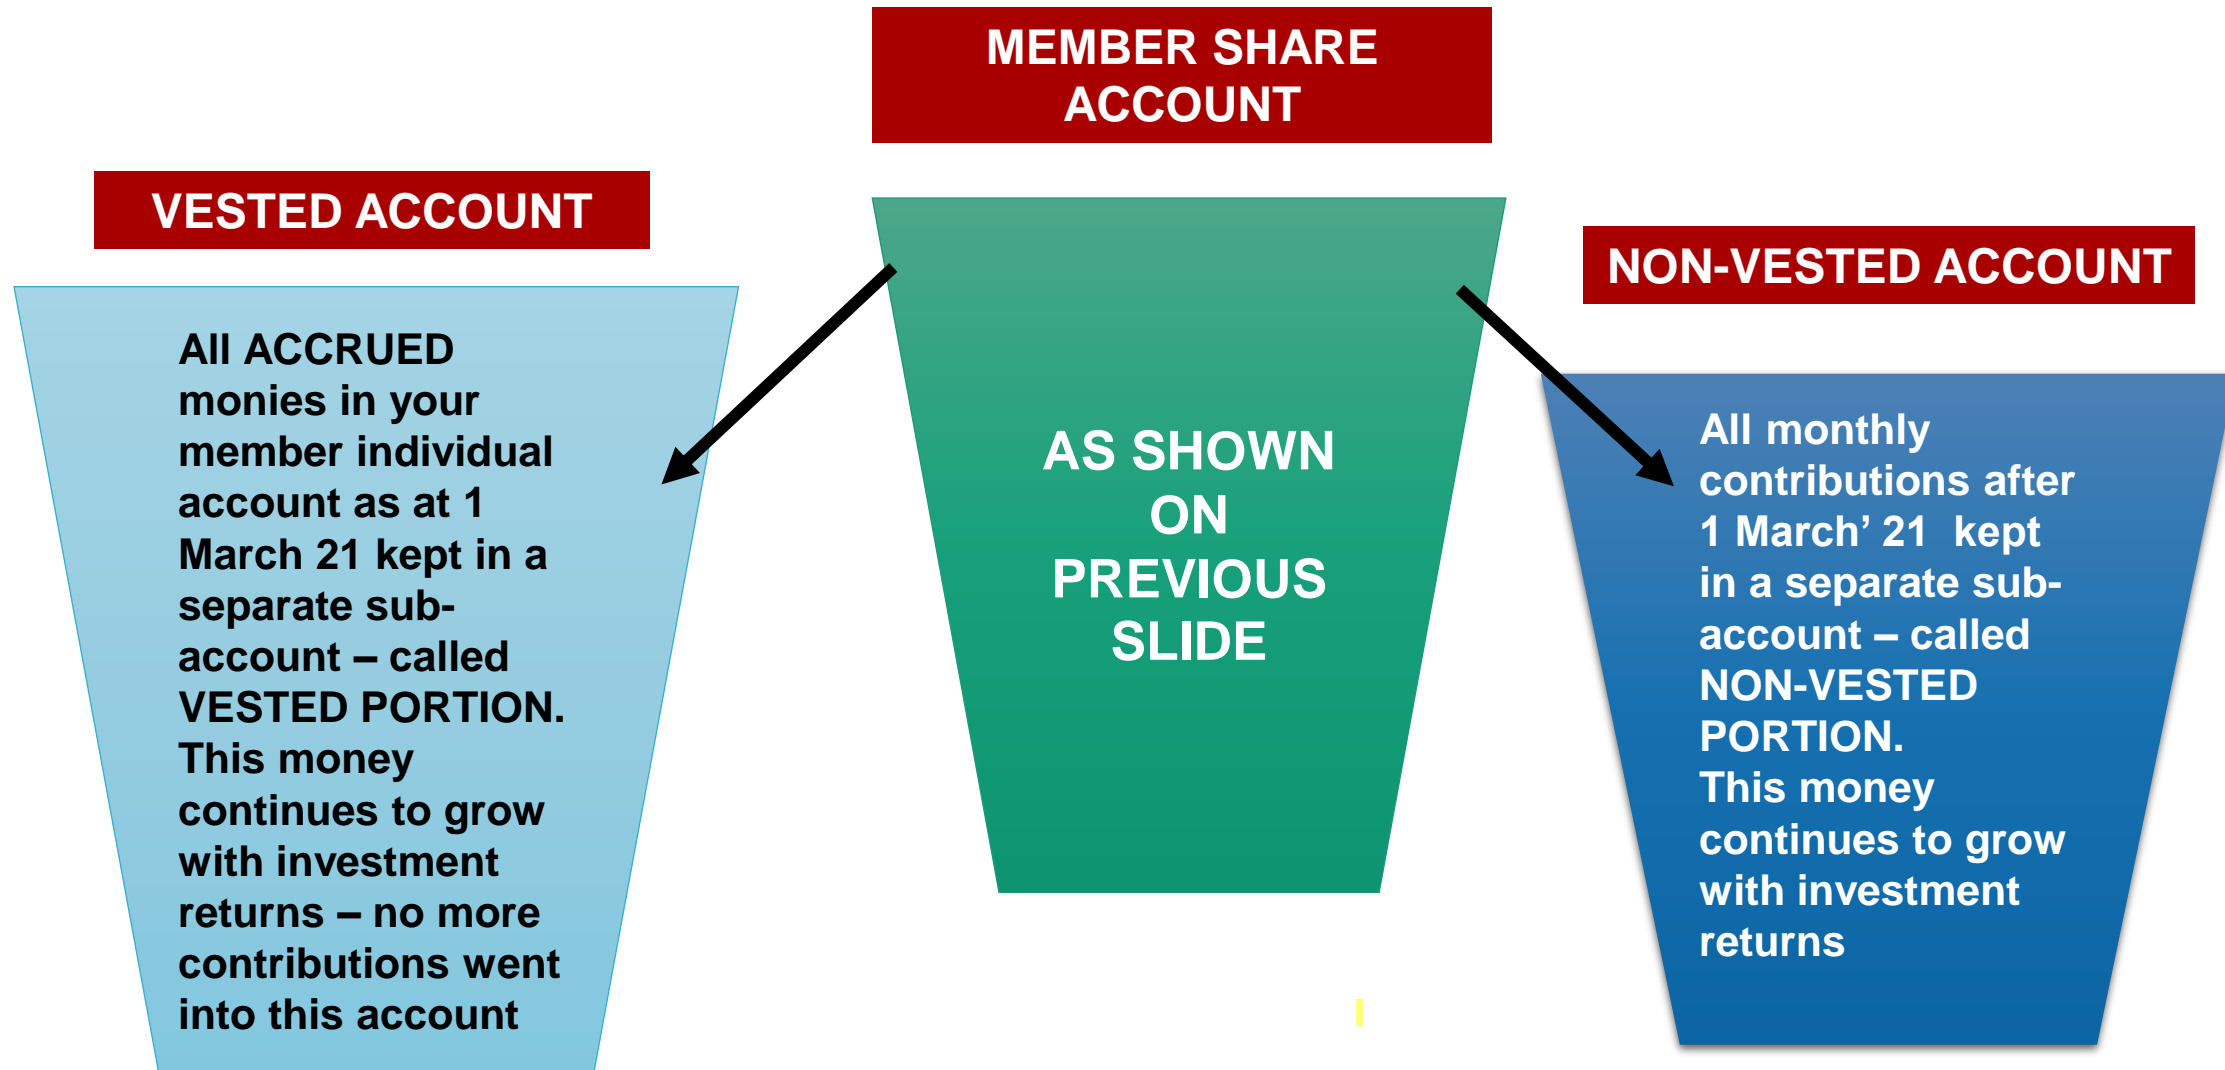 MEMBER SHARE
ACCOUNT
VESTED ACCOUNT
All ACCRUED
monies in your
member individual
account as at 1
March 21 kept in a
separate sub-
account – called
VESTED PORTION.
This money
continues to grow
with investment
returns – no more
contributions went
into this account
AS SHOWN
ON
PREVIOUS
SLIDE
NON-VESTED ACCOUNT
All monthly
contributions after
1 March’ 21 kept
in a separate sub-
account – called
NON-VESTED
PORTION.
This money
continues to grow
with investment
returns